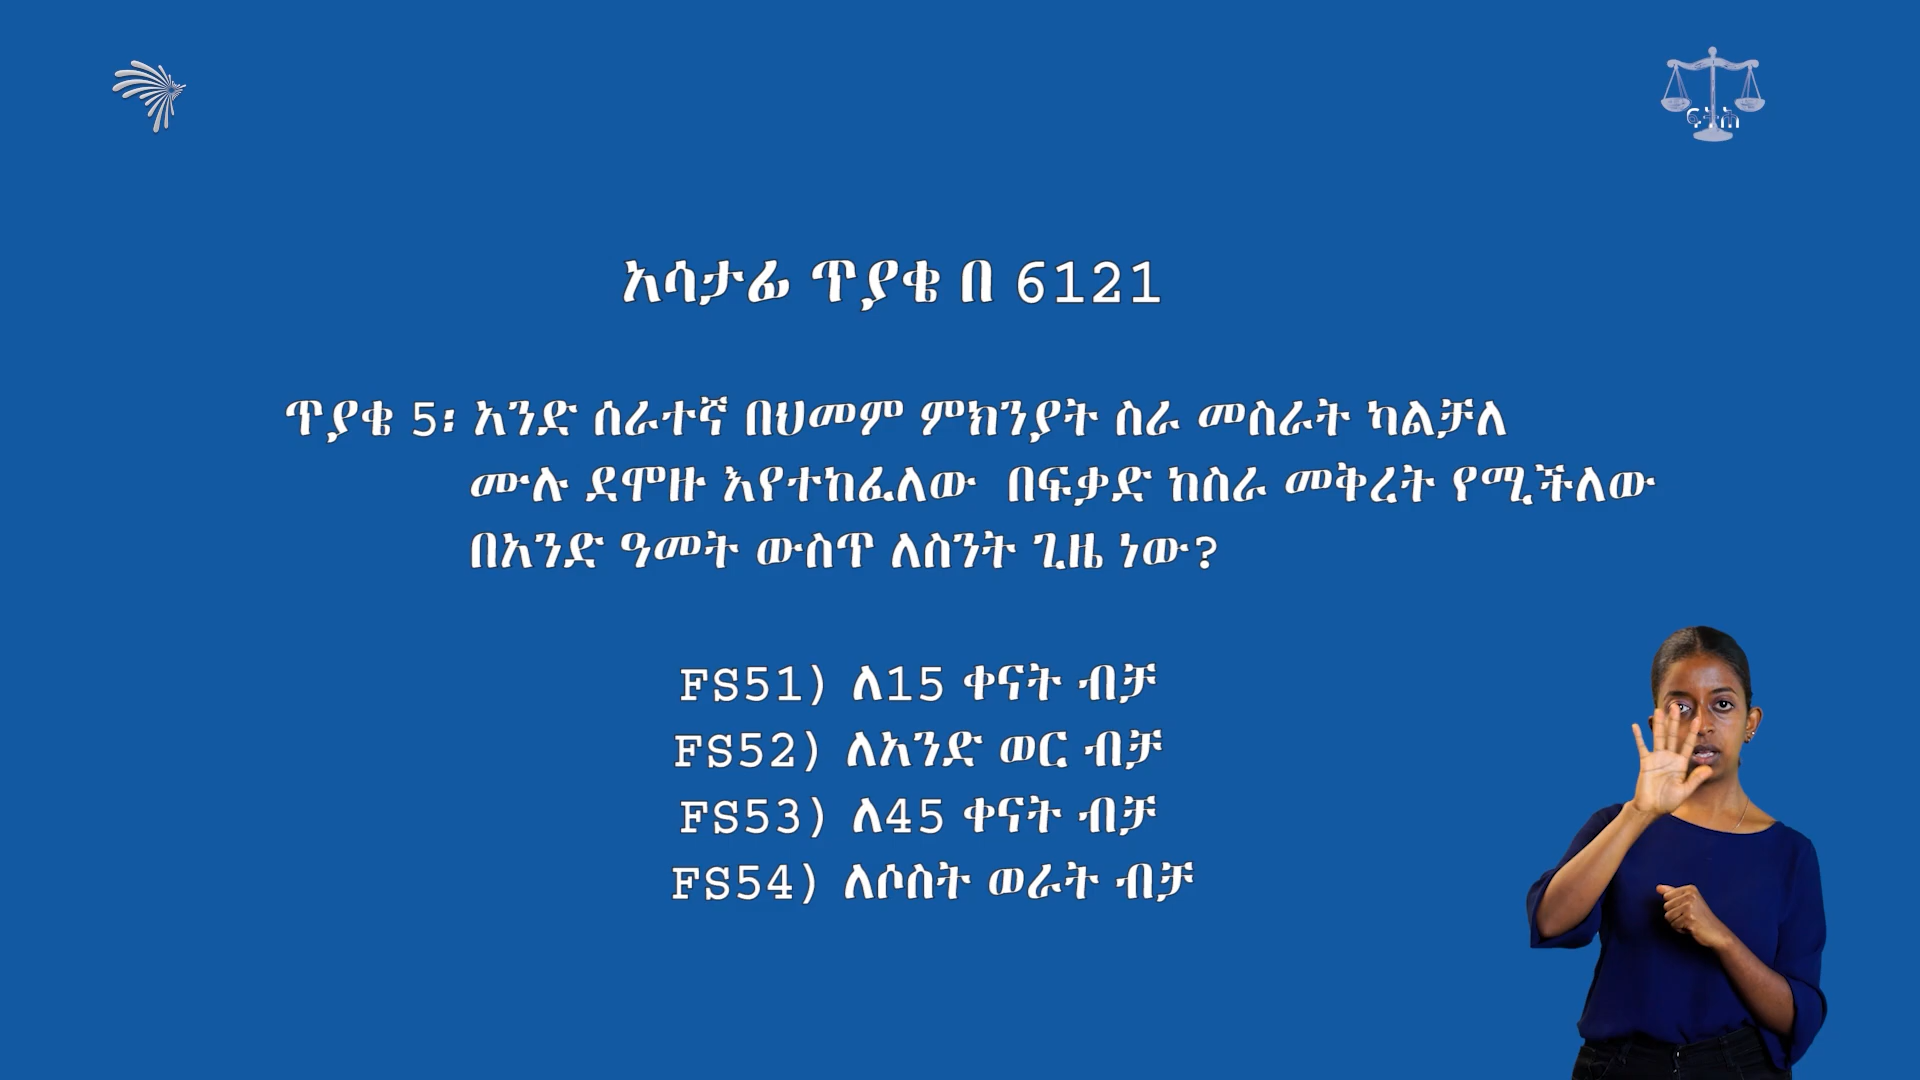 ፍትሕ
አሳታፊ ጥያቄ በ 6121
ጥያቄ 5፡ አንድ ሰራተኛ በህመም ምክንያት ስራ መስራት ካልቻለ
ሙሉ ደሞዙ እየተከፈለው በፍቃድ ከስራ መቅረት የሚችለው
በአንድ ዓመት ውስጥ ለስንት ጊዜ ነው?
FS51) ለ15 ቀናት ብቻ
FS52) ለአንድ ወር ብቻ
FS53) ለ45 ቀናት ብቻ
FS54) ለሶስት ወራት ብቻ